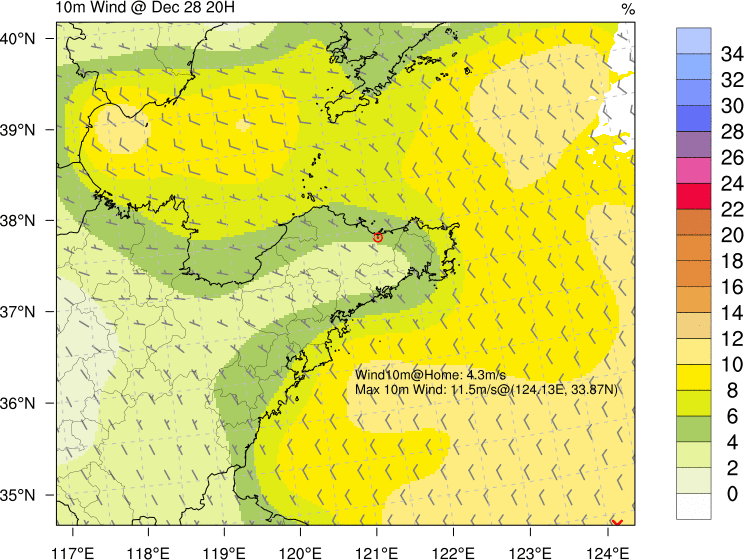 10m Wind @ Dec 28 20H
%
40°N
39°N
38°N
37°N
36°N
35°N
117°E
118°E
119°E
120°E
121°E
122°E
123°E
124°E
Wind10m@Home: 4.3m/s
Max 10m Wind: 11.5m/s@(124.13E, 33.87N)
34
32
30
28
26
24
22
20
18
16
14
12
10
8
6
4
2
0